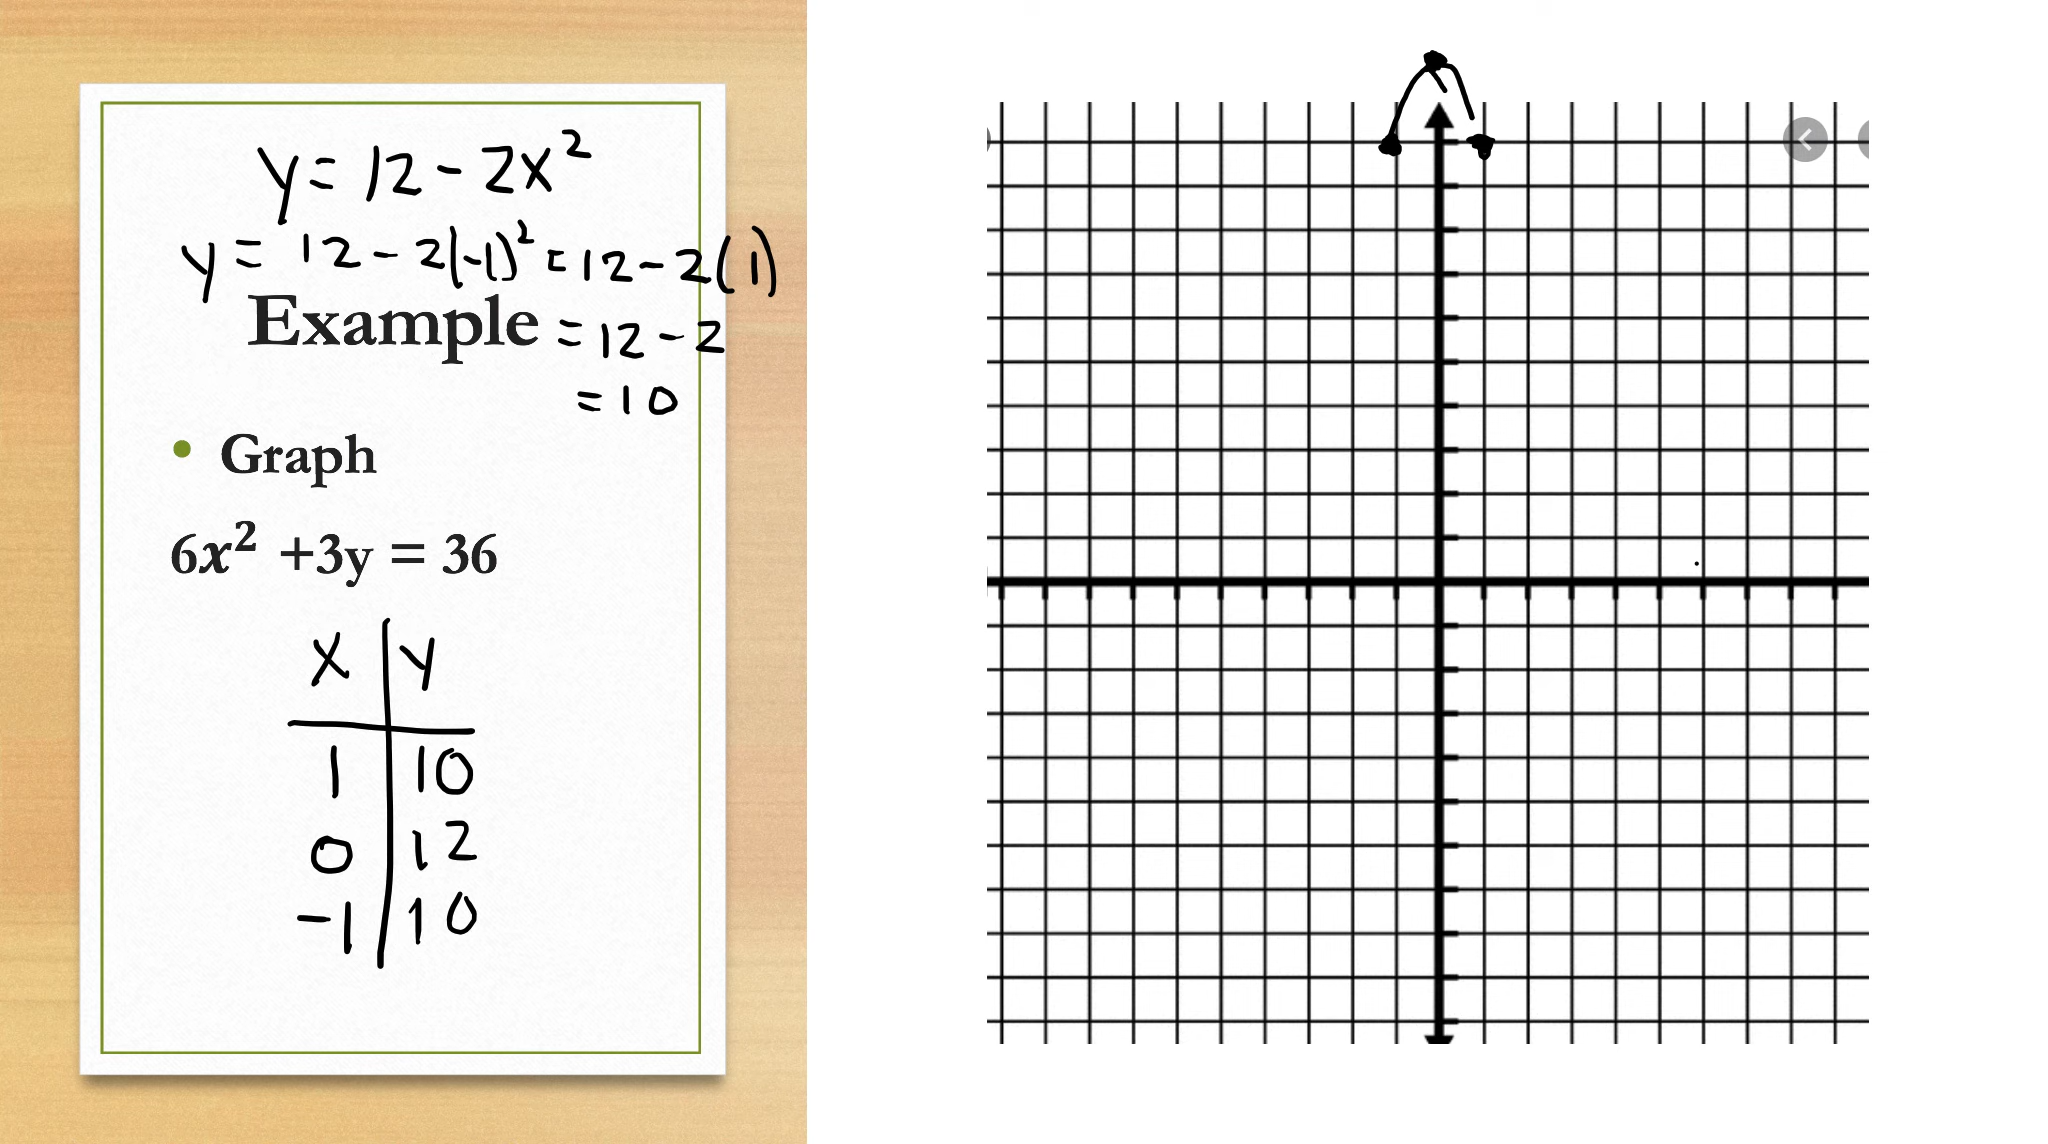 y = 12 - 2x²
y = 12 - 2(-1)² = 12 - 2(1)
Example = 12 - 2
= 10
• Graph
6x² +3y = 36
x y
1 10
0 12
-1 10